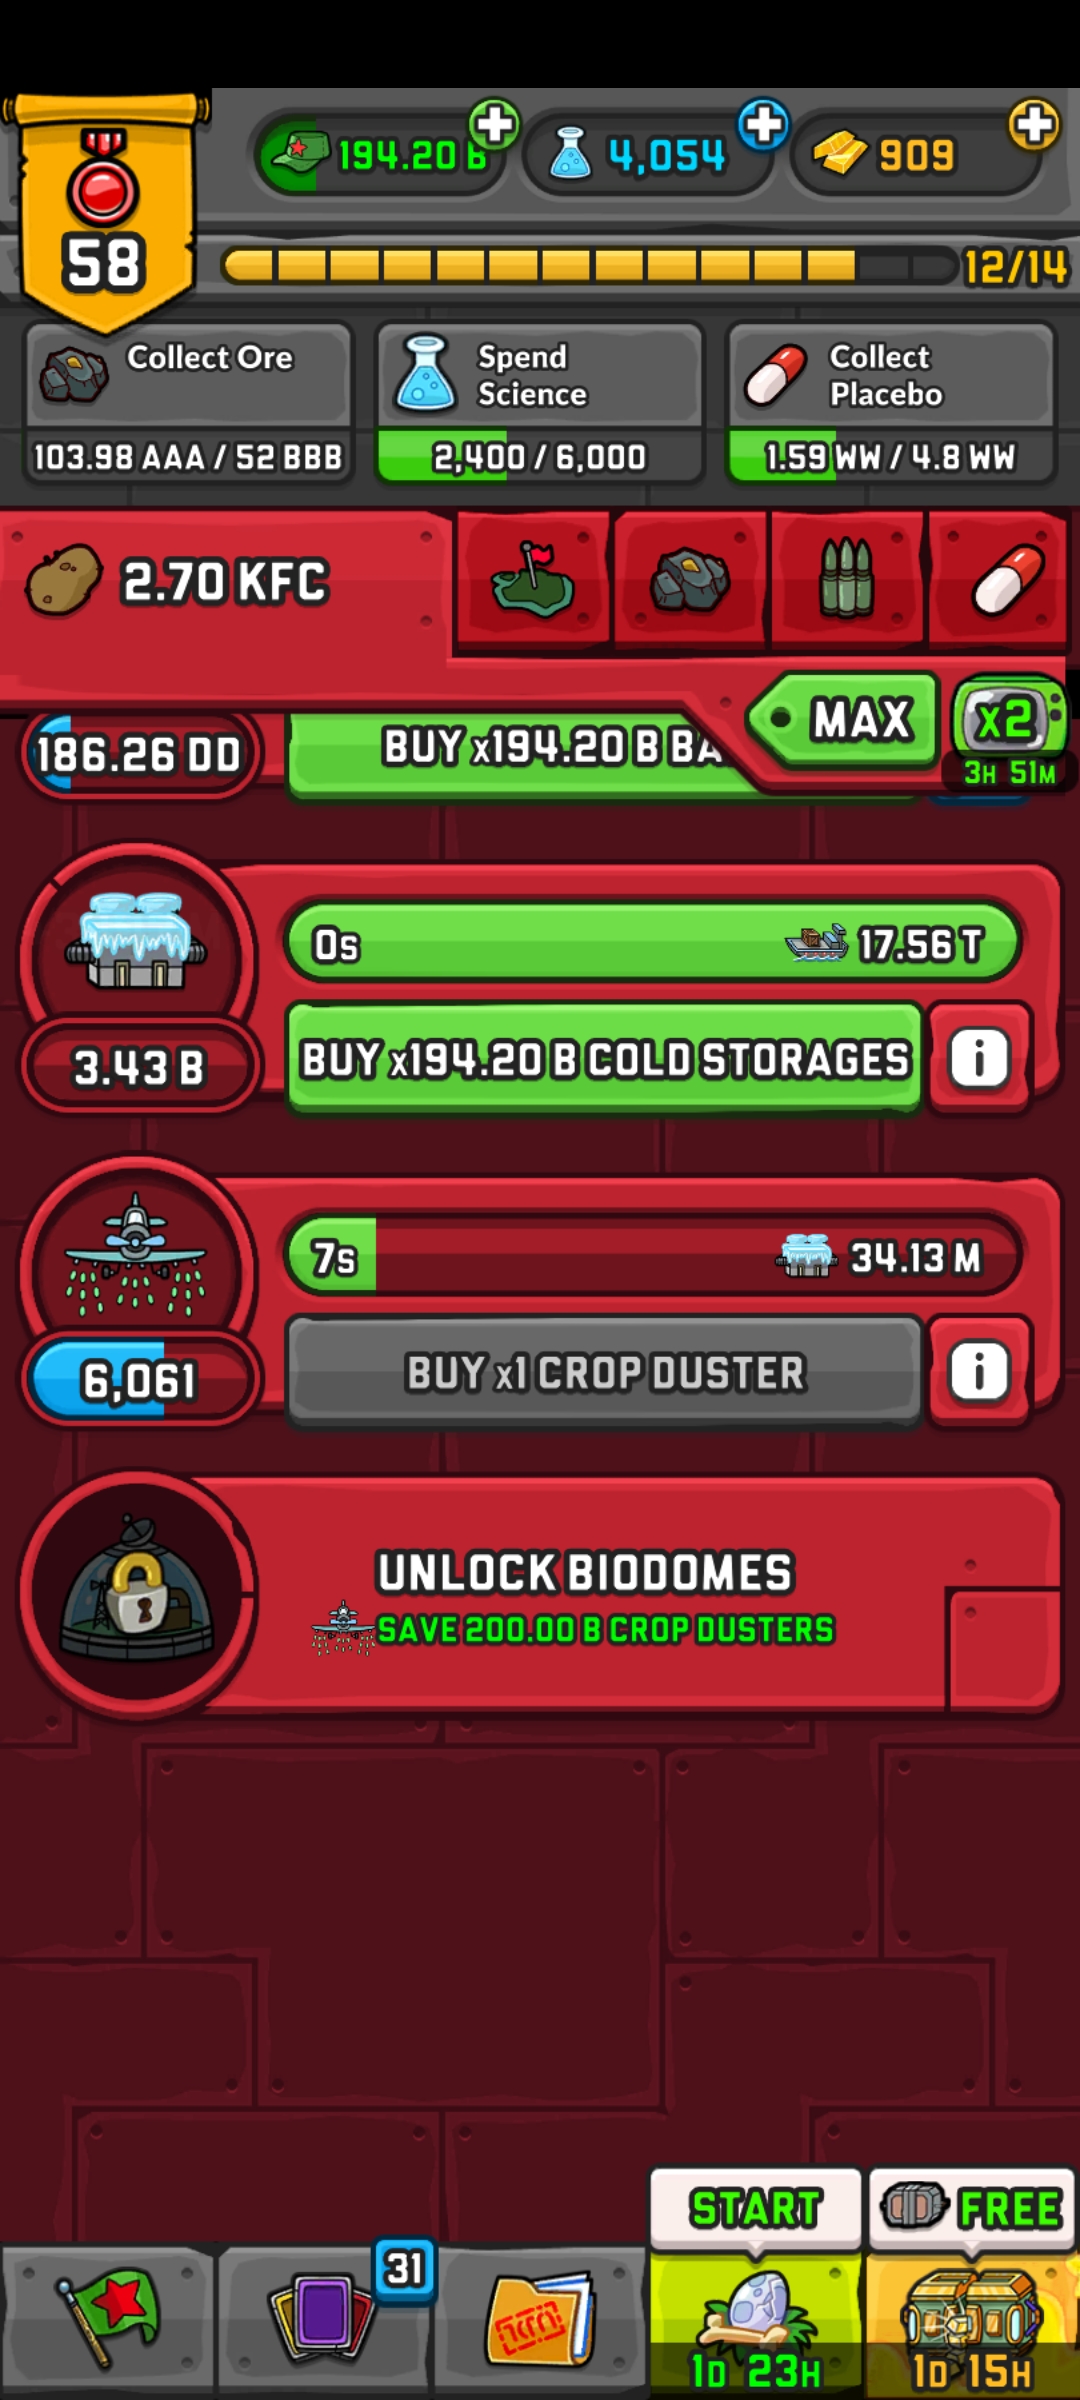 58
194.20 B
4,054
909
12/14
Collect Ore
103.98 AAA / 52 BBB
Spend
Science
2,400 / 6,000
Collect
Placebo
1.59 WW / 4.8 WW
2.70 KFC
MAX
x2
3H 51M
186.26 DD
BUY x194.20 B BA
0s
17.56 T
3.43 B
BUY x194.20 B COLD STORAGES
i
7s
34.13 M
6,061
BUY x1 CROP DUSTER
i
UNLOCK BIODOMES
SAVE 200.00 B CROP DUSTERS
START
FREE
31
1D 23H
1D 15H